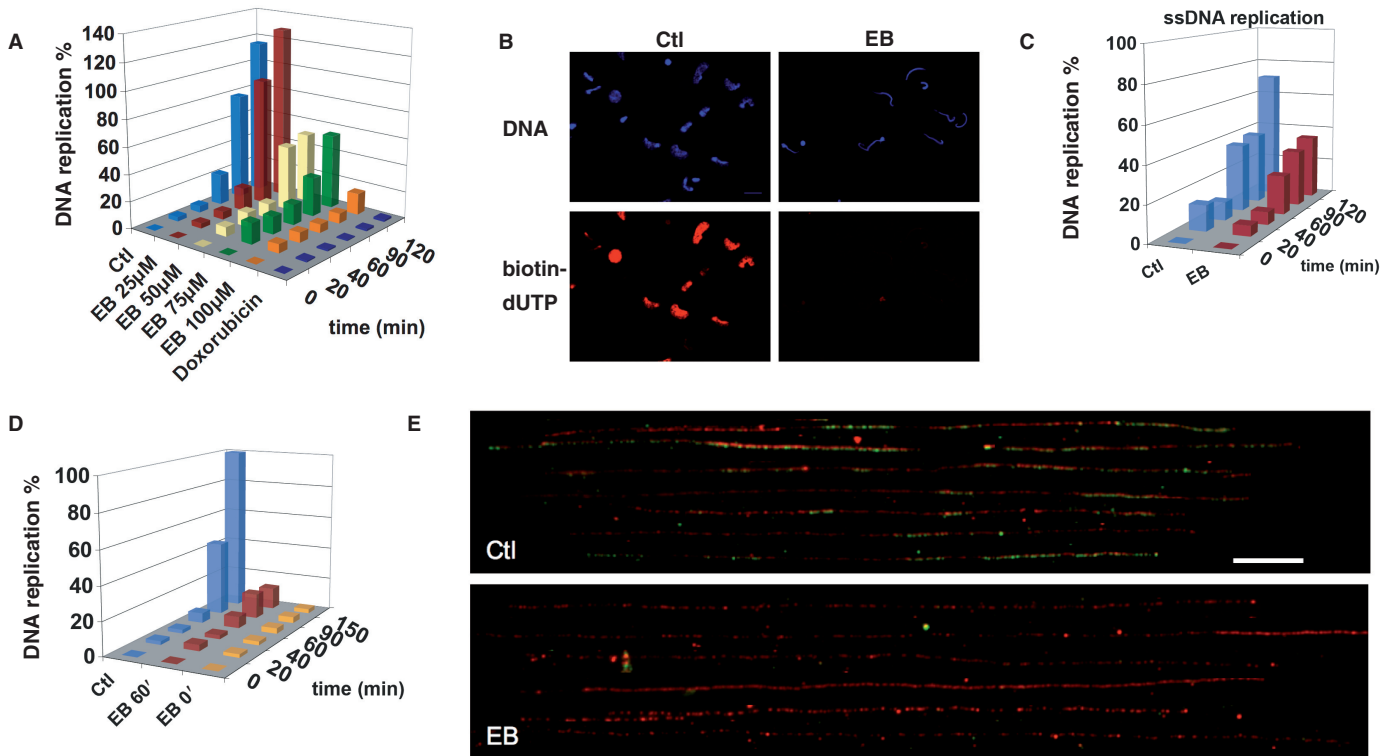 A
DNA replication %
140
120
100
80
60
40
20
0
Ctl
EB 25µM
EB 50µM
EB 75µM
EB 100µM
Doxorubicin
0
20
40
60
90
120
time (min)
B
Ctl
EB
DNA
biotin-
dUTP
C
ssDNA replication
DNA replication %
100
80
60
40
20
0
Ctl
EB
0
20
40
60
90
120
time (min)
D
DNA replication %
100
80
60
40
20
0
Ctl
EB 60′
EB 0′
0
20
40
60
90
150
time (min)
E
Ctl
EB